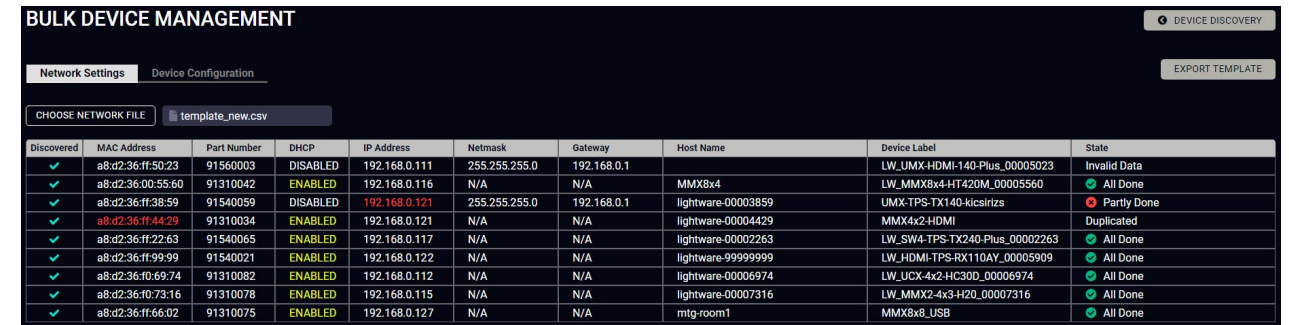 BULK DEVICE MANAGEMENT
DEVICE DISCOVERY
Network Settings Device Configuration
EXPORT TEMPLATE
CHOOSE NETWORK FILE template_new.csv
Discovered MAC Address Part Number DHCP IP Address Netmask Gateway Host Name Device Label State
a8:d2:36:ff:50:23 91560003 DISABLED 192.168.0.111 255.255.255.0 192.168.0.1 LW_UMX-HDMI-140-Plus_00005023 Invalid Data
a8:d2:36:00:55:60 91310042 ENABLED 192.168.0.116 N/A N/A MMX8x4 LW_MMX8x4-HT420M_00005560 All Done
a8:d2:36:ff:38:59 91540059 DISABLED 192.168.0.121 255.255.255.0 192.168.0.1 lightware-00003859 UMX-TPS-TX140-kicsirizs Partly Done
a8:d2:36:ff:44:29 91310034 ENABLED 192.168.0.121 N/A N/A lightware-00004429 MMX4x2-HDMI Duplicated
a8:d2:36:ff:22:63 91540065 ENABLED 192.168.0.117 N/A N/A lightware-00002263 LW_SW4-TPS-TX240-Plus_00002263 All Done
a8:d2:36:ff:99:99 91540021 ENABLED 192.168.0.122 N/A N/A lightware-99999999 LW_HDMI-TPS-RX110AY_00005909 All Done
a8:d2:36:f0:69:74 91310082 ENABLED 192.168.0.112 N/A N/A lightware-00006974 LW_UCX-4x2-HC30D_00006974 All Done
a8:d2:36:f0:73:16 91310078 ENABLED 192.168.0.115 N/A N/A lightware-00007316 LW_MMX2-4x3-H20_00007316 All Done
a8:d2:36:ff:66:02 91310075 ENABLED 192.168.0.127 N/A N/A mtg-room1 MMX8x8_USB All Done